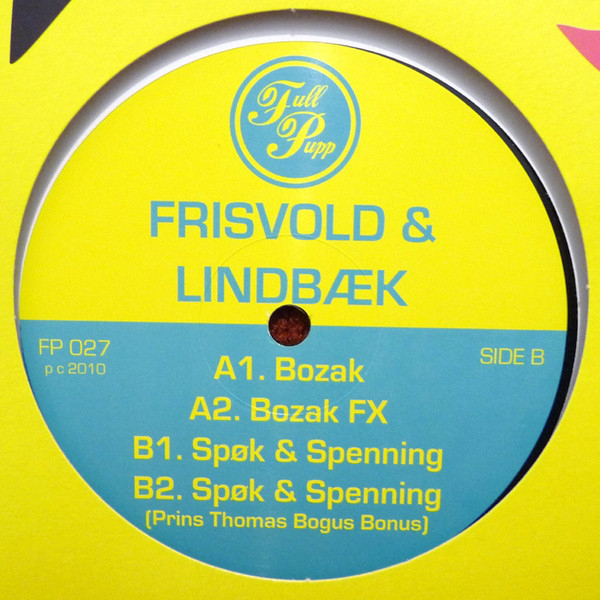 Full
Pupp
FRISVOLD &
LINDBÆK
FP 027
p c 2010
SIDE B
A1. Bozak
A2. Bozak FX
B1. Spøk & Spenning
B2. Spøk & Spenning
(Prins Thomas Bogus Bonus)